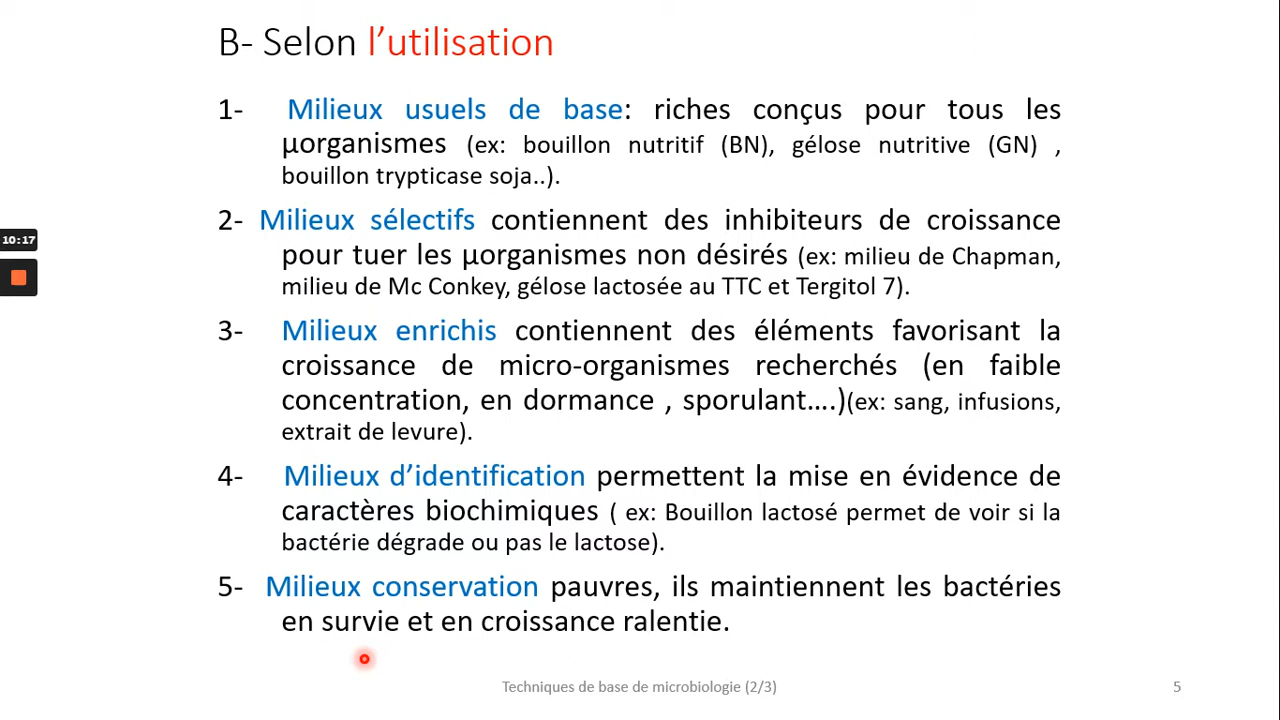 B- Selon l’utilisation
1- Milieux usuels de base: riches conçus pour tous les
µorganismes (ex: bouillon nutritif (BN), gélose nutritive (GN) ,
bouillon trypticase soja..).
2- Milieux sélectifs contiennent des inhibiteurs de croissance
pour tuer les µorganismes non désirés (ex: milieu de Chapman,
milieu de Mc Conkey, gélose lactosée au TTC et Tergitol 7).
10:17
3- Milieux enrichis contiennent des éléments favorisant la
croissance de micro-organismes recherchés (en faible
concentration, en dormance , sporulant….)(ex: sang, infusions,
extrait de levure).
4- Milieux d’identification permettent la mise en évidence de
caractères biochimiques ( ex: Bouillon lactosé permet de voir si la
bactérie dégrade ou pas le lactose).
5- Milieux conservation pauvres, ils maintiennent les bactéries
en survie et en croissance ralentie.
Techniques de base de microbiologie (2/3)
5